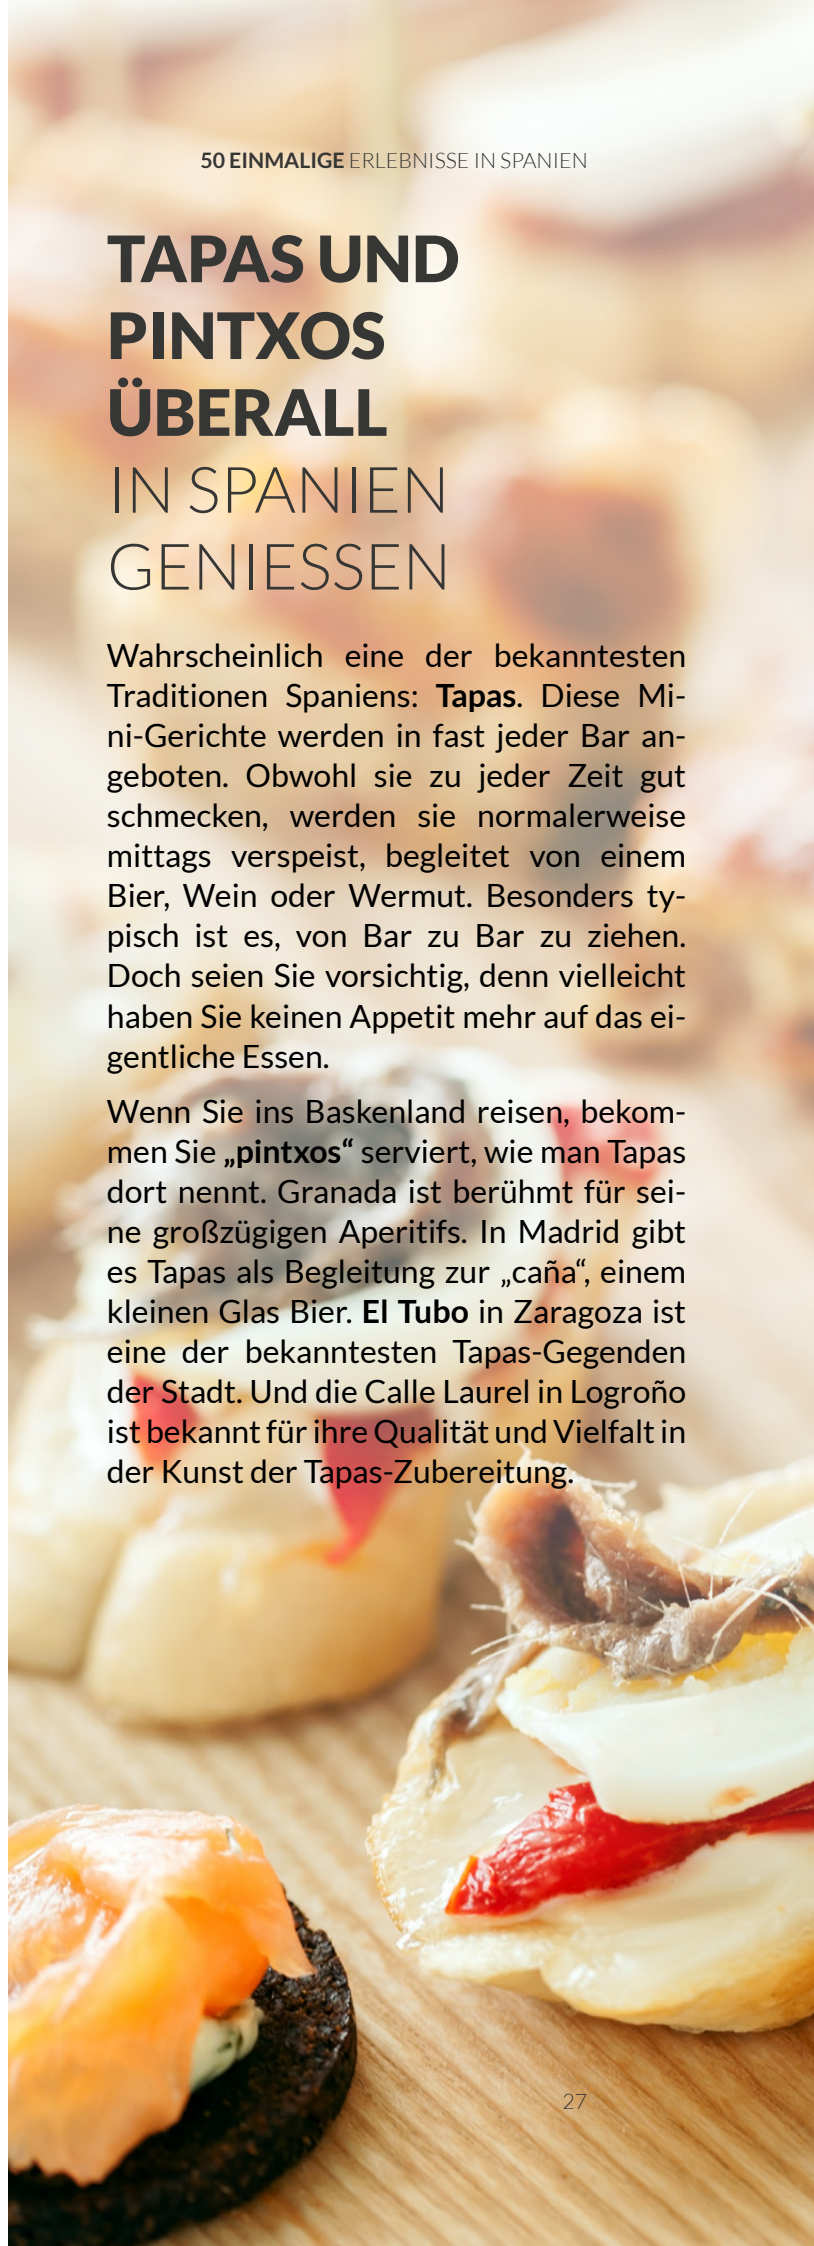 50 EINMALIGE ERLEBNISSE IN SPANIEN
TAPAS UND
PINTXOS
ÜBERALL
IN SPANIEN
GENIESSEN
Wahrscheinlich eine der bekanntesten
Traditionen Spaniens: Tapas. Diese Mi-
ni-Gerichte werden in fast jeder Bar an-
geboten. Obwohl sie zu jeder Zeit gut
schmecken, werden sie normalerweise
mittags verspeist, begleitet von einem
Bier, Wein oder Wermut. Besonders ty-
pisch ist es, von Bar zu Bar zu ziehen.
Doch seien Sie vorsichtig, denn vielleicht
haben Sie keinen Appetit mehr auf das ei-
gentliche Essen.
Wenn Sie ins Baskenland reisen, bekom-
men Sie „pintxos“ serviert, wie man Tapas
dort nennt. Granada ist berühmt für sei-
ne großzügigen Aperitifs. In Madrid gibt
es Tapas als Begleitung zur „caña“, einem
kleinen Glas Bier. El Tubo in Zaragoza ist
eine der bekanntesten Tapas-Gegenden
der Stadt. Und die Calle Laurel in Logroño
ist bekannt für ihre Qualität und Vielfalt in
der Kunst der Tapas-Zubereitung.
27